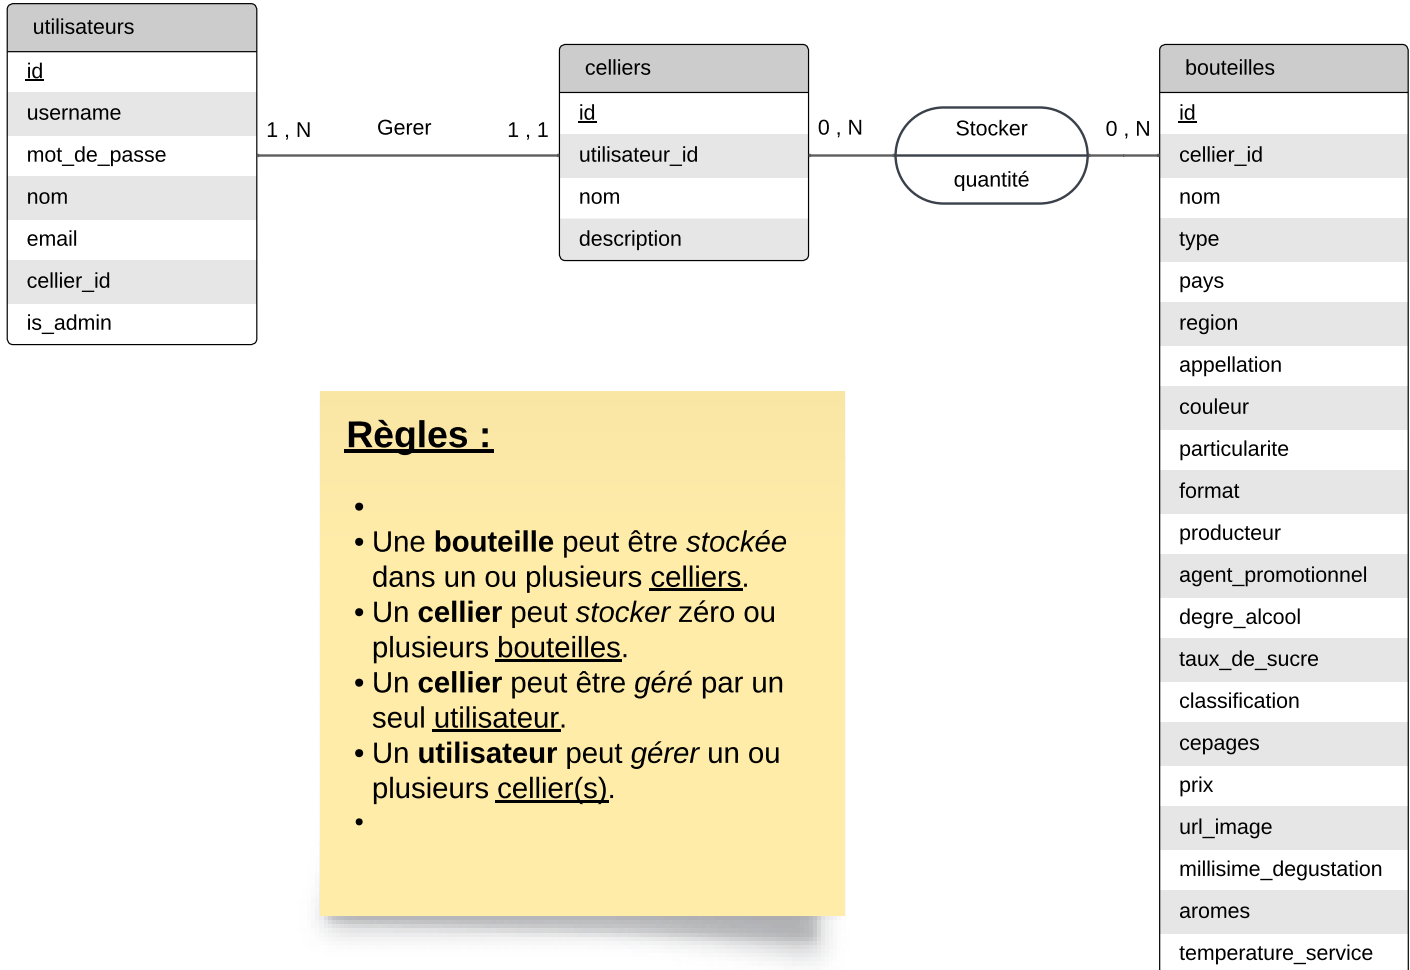 utilisateurs
id
username
mot_de_passe
nom
email
cellier_id
is_admin
1 , N
Gerer
1 , 1
celliers
id
utilisateur_id
nom
description
0 , N
Stocker
quantité
0 , N
bouteilles
id
cellier_id
nom
type
pays
region
appellation
couleur
particularite
format
producteur
agent_promotionnel
degre_alcool
taux_de_sucre
classification
cepages
prix
url_image
millisime_degustation
aromes
temperature_service
Règles :
•
• Une bouteille peut être stockée
dans un ou plusieurs celliers.
• Un cellier peut stocker zéro ou
plusieurs bouteilles.
• Un cellier peut être géré par un
seul utilisateur.
• Un utilisateur peut gérer un ou
plusieurs cellier(s).
•